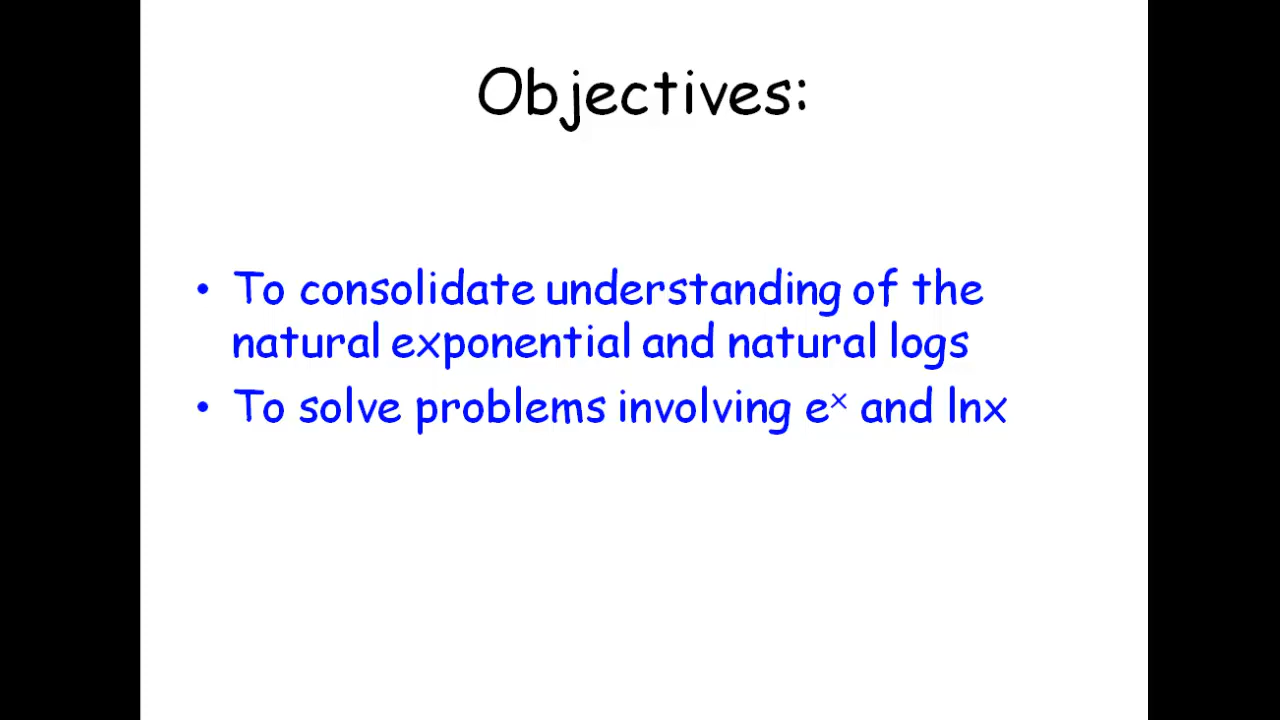 Objectives:
• To consolidate understanding of the
natural exponential and natural logs
• To solve problems involving eˣ and lnx